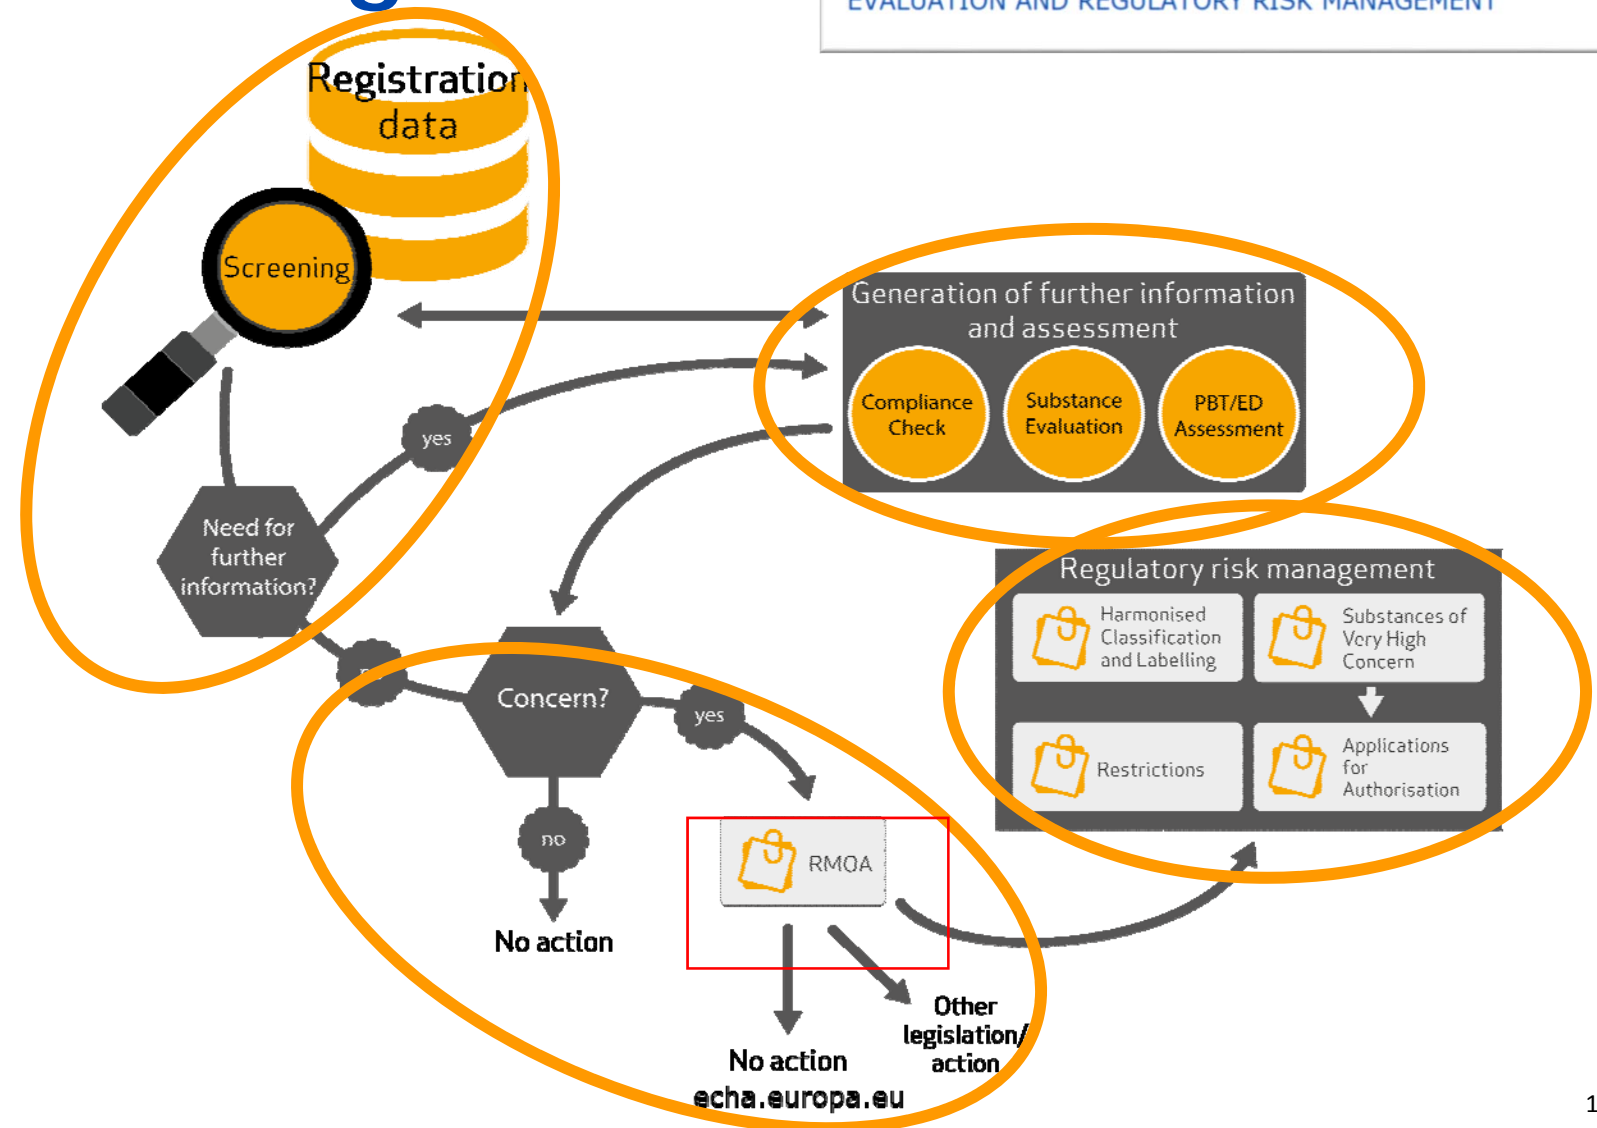 EVALUATION AND REGULATORY RISK MANAGEMENT
Registration
data
Screening
Generation of further information
and assessment
Compliance
Check
Substance
Evaluation
PBT/ED
Assessment
yes
Need for
further
information?
Regulatory risk management
Harmonised
Classification
and Labelling
Substances of
Very High
Concern
Restrictions
Applications
for
Authorisation
Concern?
yes
no
No action
RMOA
Other
legislation/
action
No action
echa.europa.eu
1